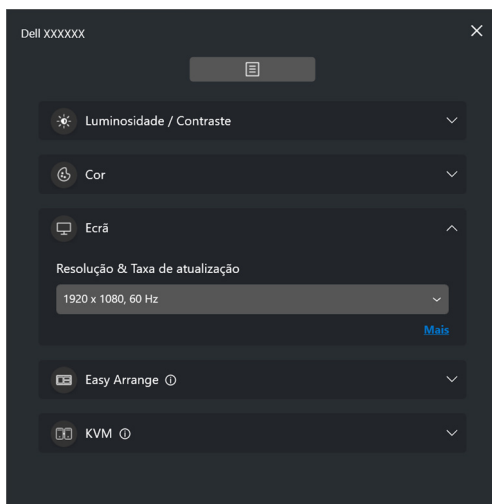 Dell XXXXXX
Luminosidade / Contraste
Cor
Ecrã
Resolução & Taxa de atualização
1920 x 1080, 60 Hz
Mais
Easy Arrange
KVM